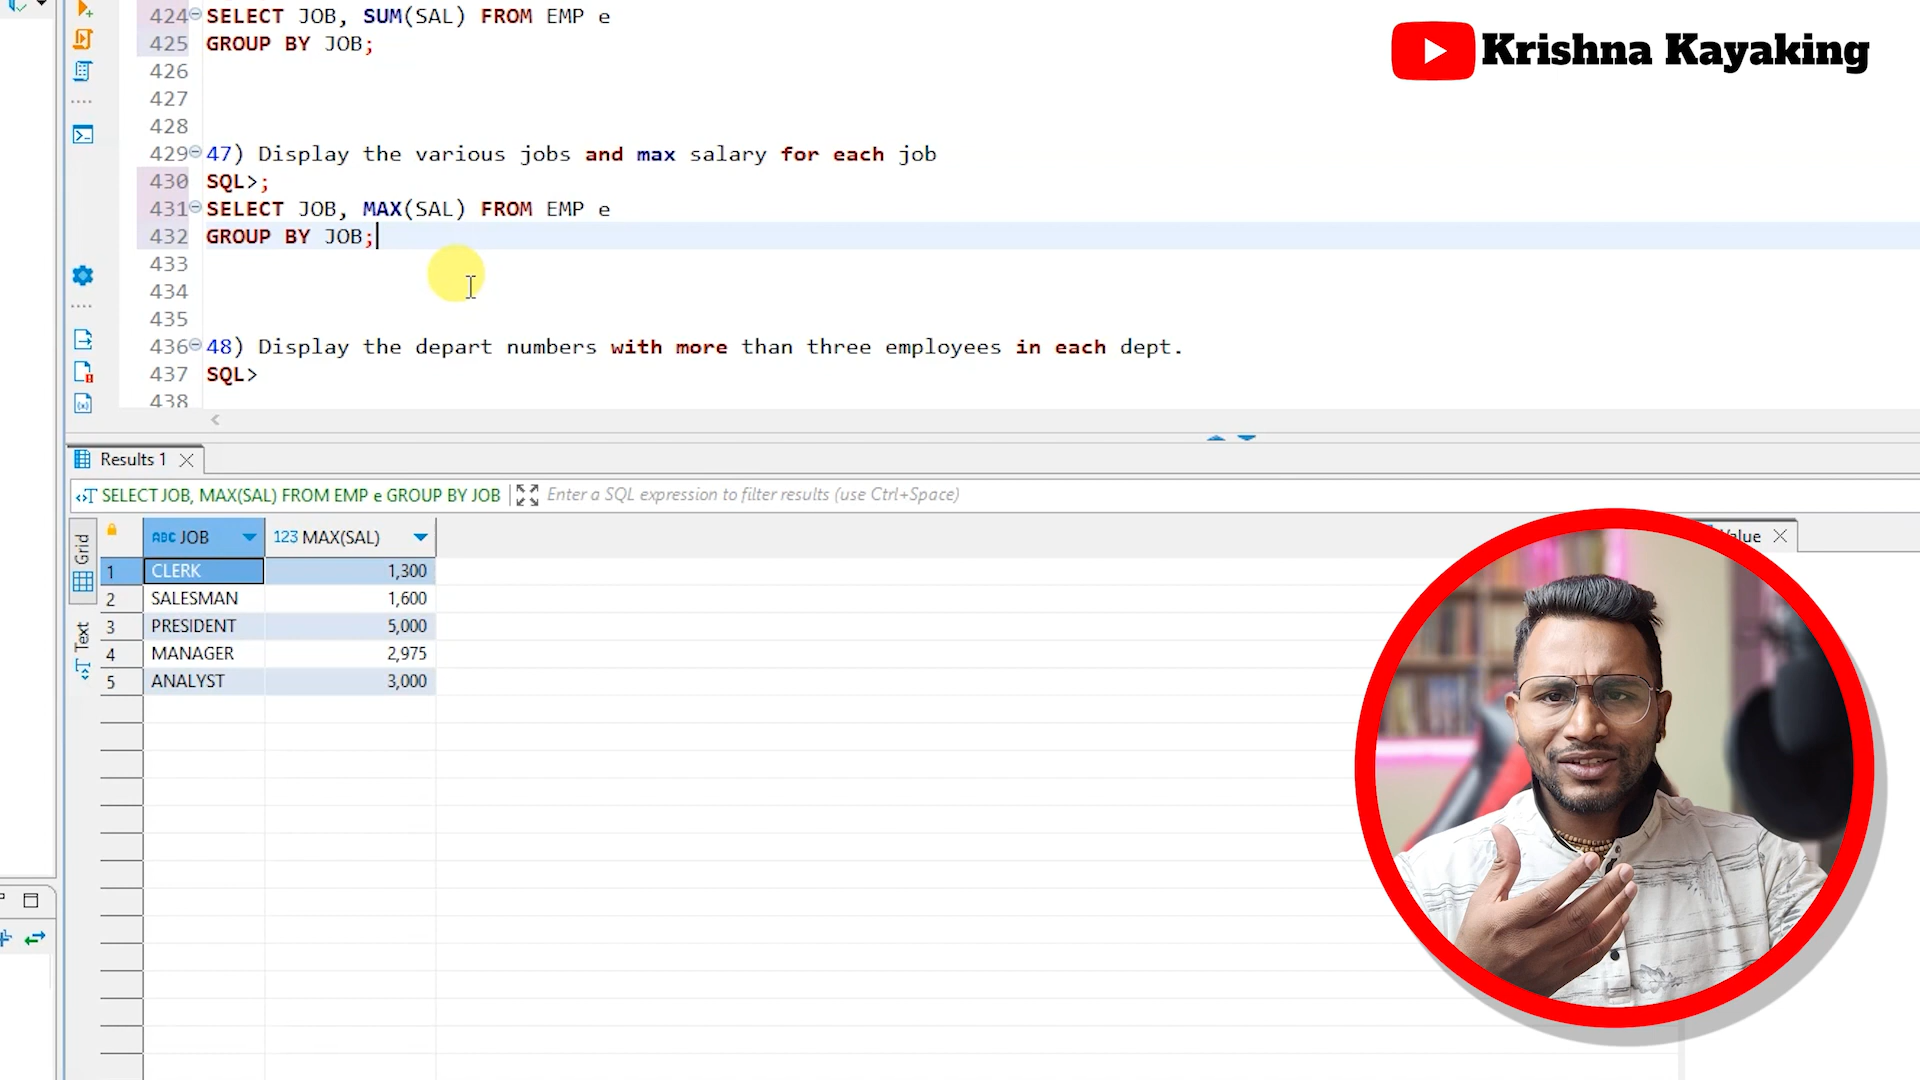 Krishna Kayaking
424 SELECT JOB, SUM(SAL) FROM EMP e
425 GROUP BY JOB;
426
427
428
429 47) Display the various jobs and max salary for each job
430 SQL>;
431 SELECT JOB, MAX(SAL) FROM EMP e
432 GROUP BY JOB;
433
434
435
436 48) Display the depart numbers with more than three employees in each dept.
437 SQL>
438
Results 1
SELECT JOB, MAX(SAL) FROM EMP e GROUP BY JOB
Enter a SQL expression to filter results (use Ctrl+Space)
Grid
Text
ABC JOB 123 MAX(SAL)
1 CLERK 1,300
2 SALESMAN 1,600
3 PRESIDENT 5,000
4 MANAGER 2,975
5 ANALYST 3,000